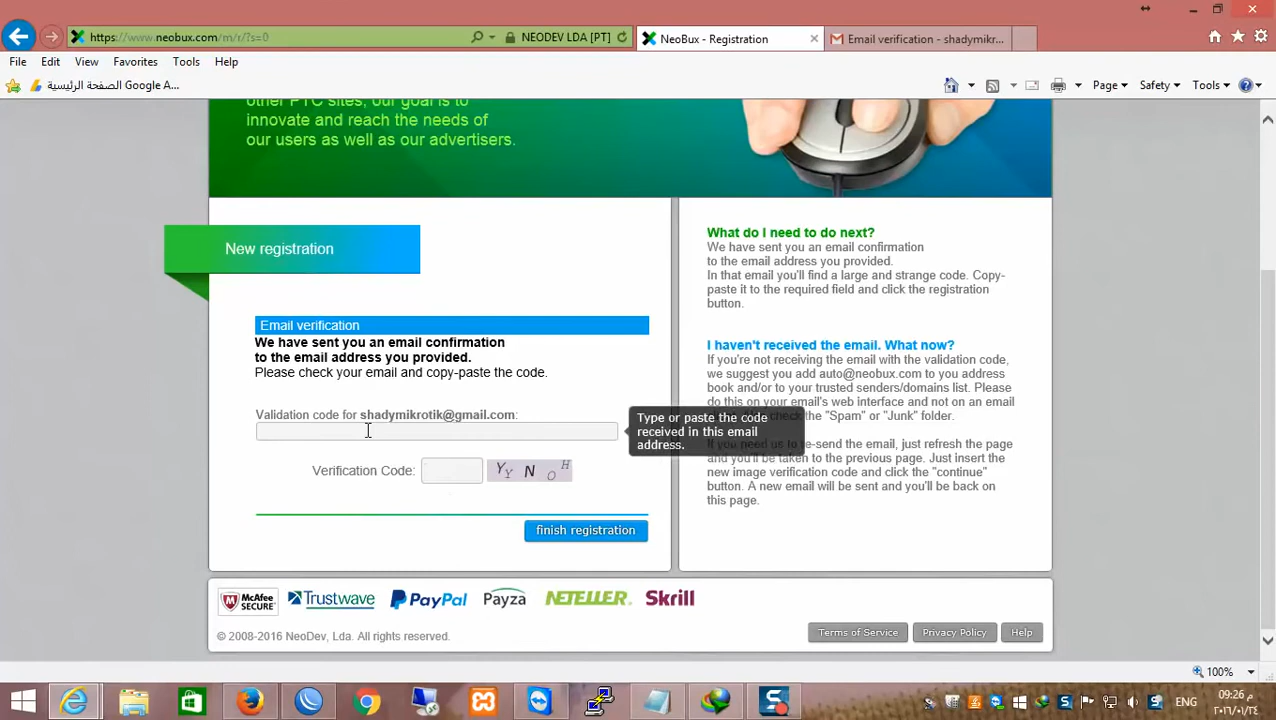 https://www.neobux.com/m/r/?s=0
NEODEV LDA [PT]
NeoBux - Registration
Email verification - shadymikr...
File Edit View Favorites Tools Help
الصفحة الرئيسية Google A...
Page Safety Tools
other PTC sites, our goal is to
innovate and reach the needs of
our users as well as our advertisers.
New registration
Email verification
We have sent you an email confirmation
to the email address you provided.
Please check your email and copy-paste the code.
Validation code for shadymikrotik@gmail.com:
Type or paste the code
received in this email
address.
Verification Code:
Y Y N O H
finish registration
What do I need to do next?
We have sent you an email confirmation
to the email address you provided.
In that email you'll find a large and strange code. Copy-
paste it to the required field and click the registration
button.
I haven't received the email. What now?
If you're not receiving the email with the validation code,
we suggest you add auto@neobux.com to you address
book and/or to your trusted senders/domains list. Please
do this on your email's web interface and not on an email
the "Spam" or "Junk" folder.
If you need us to re-send the email, just refresh the page
and you'll be taken to the previous page. Just insert the
new image verification code and click the "continue"
button. A new email will be sent and you'll be back on
this page.
McAfee SECURE
Trustwave
PayPal
Payza
NETELLER
Skrill
© 2008-2016 NeoDev, Lda. All rights reserved.
Terms of Service Privacy Policy Help
100%
ENG
09:26 م
٢٠١٦/٠١/٢٤